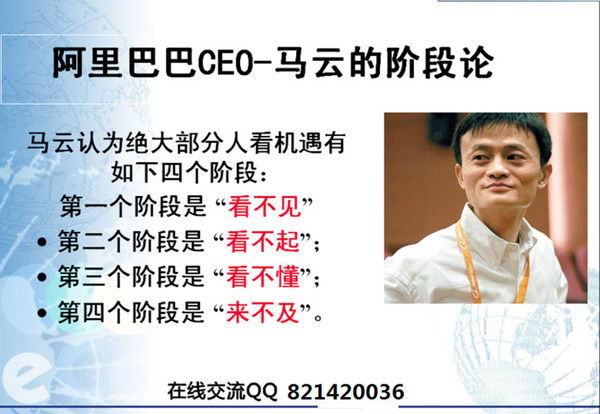 阿里巴巴CEO-马云的阶段论
马云认为绝大部分人看机遇有
如下四个阶段：
第一个阶段是“看不见”
• 第二个阶段是“看不起”；
• 第三个阶段是“看不懂”；
• 第四个阶段是“来不及”。
在线交流QQ 821420036
e